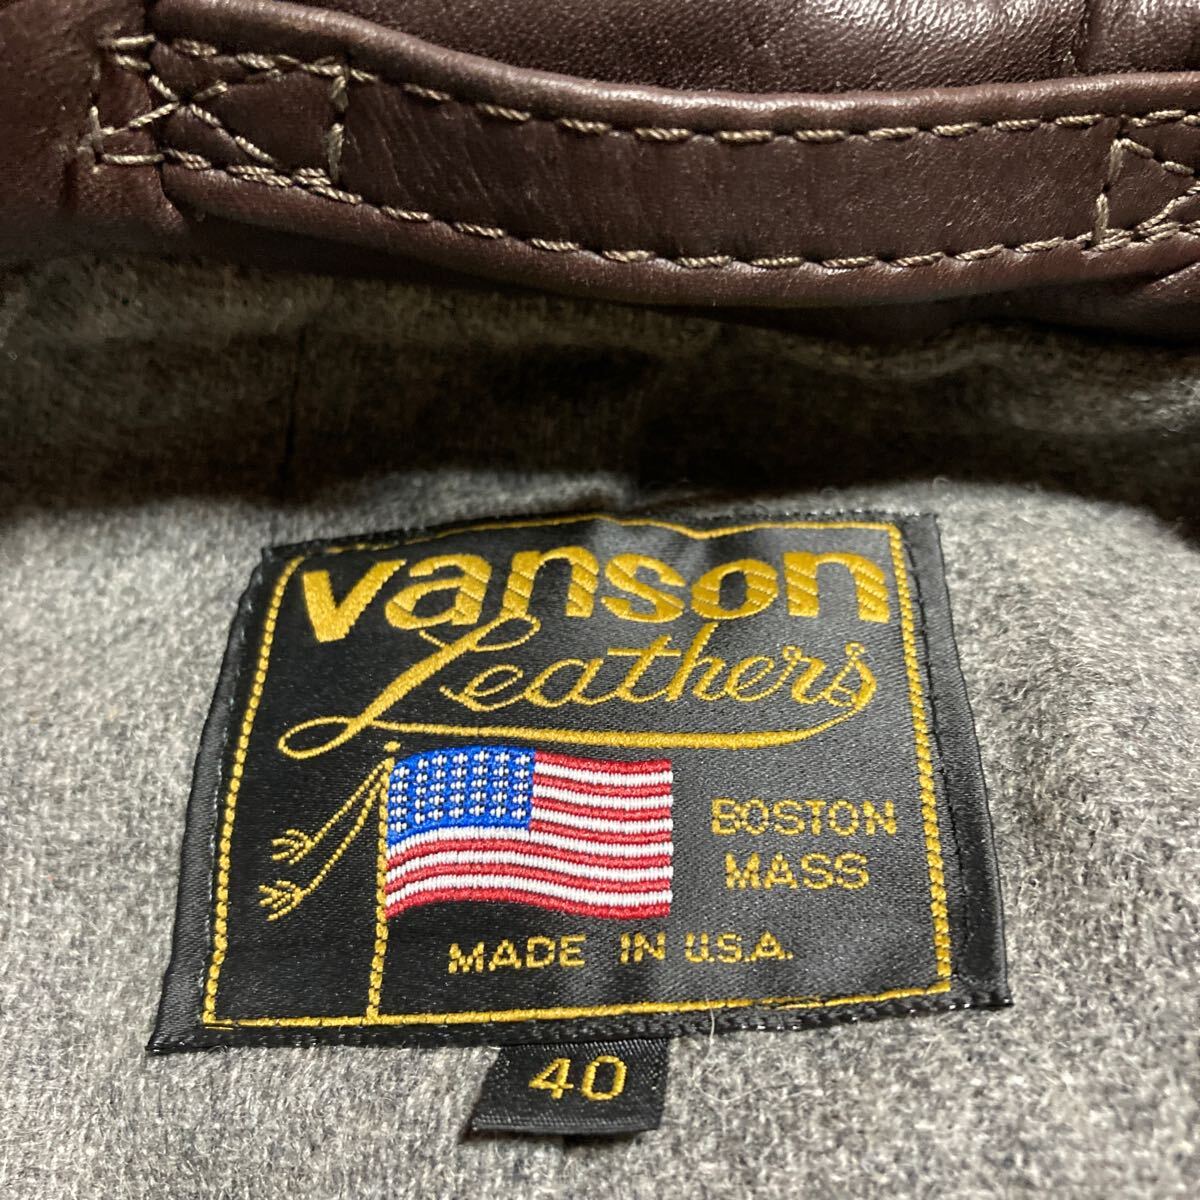 vanson
Leathers
BOSTON
MASS
MADE IN U.S.A.
40